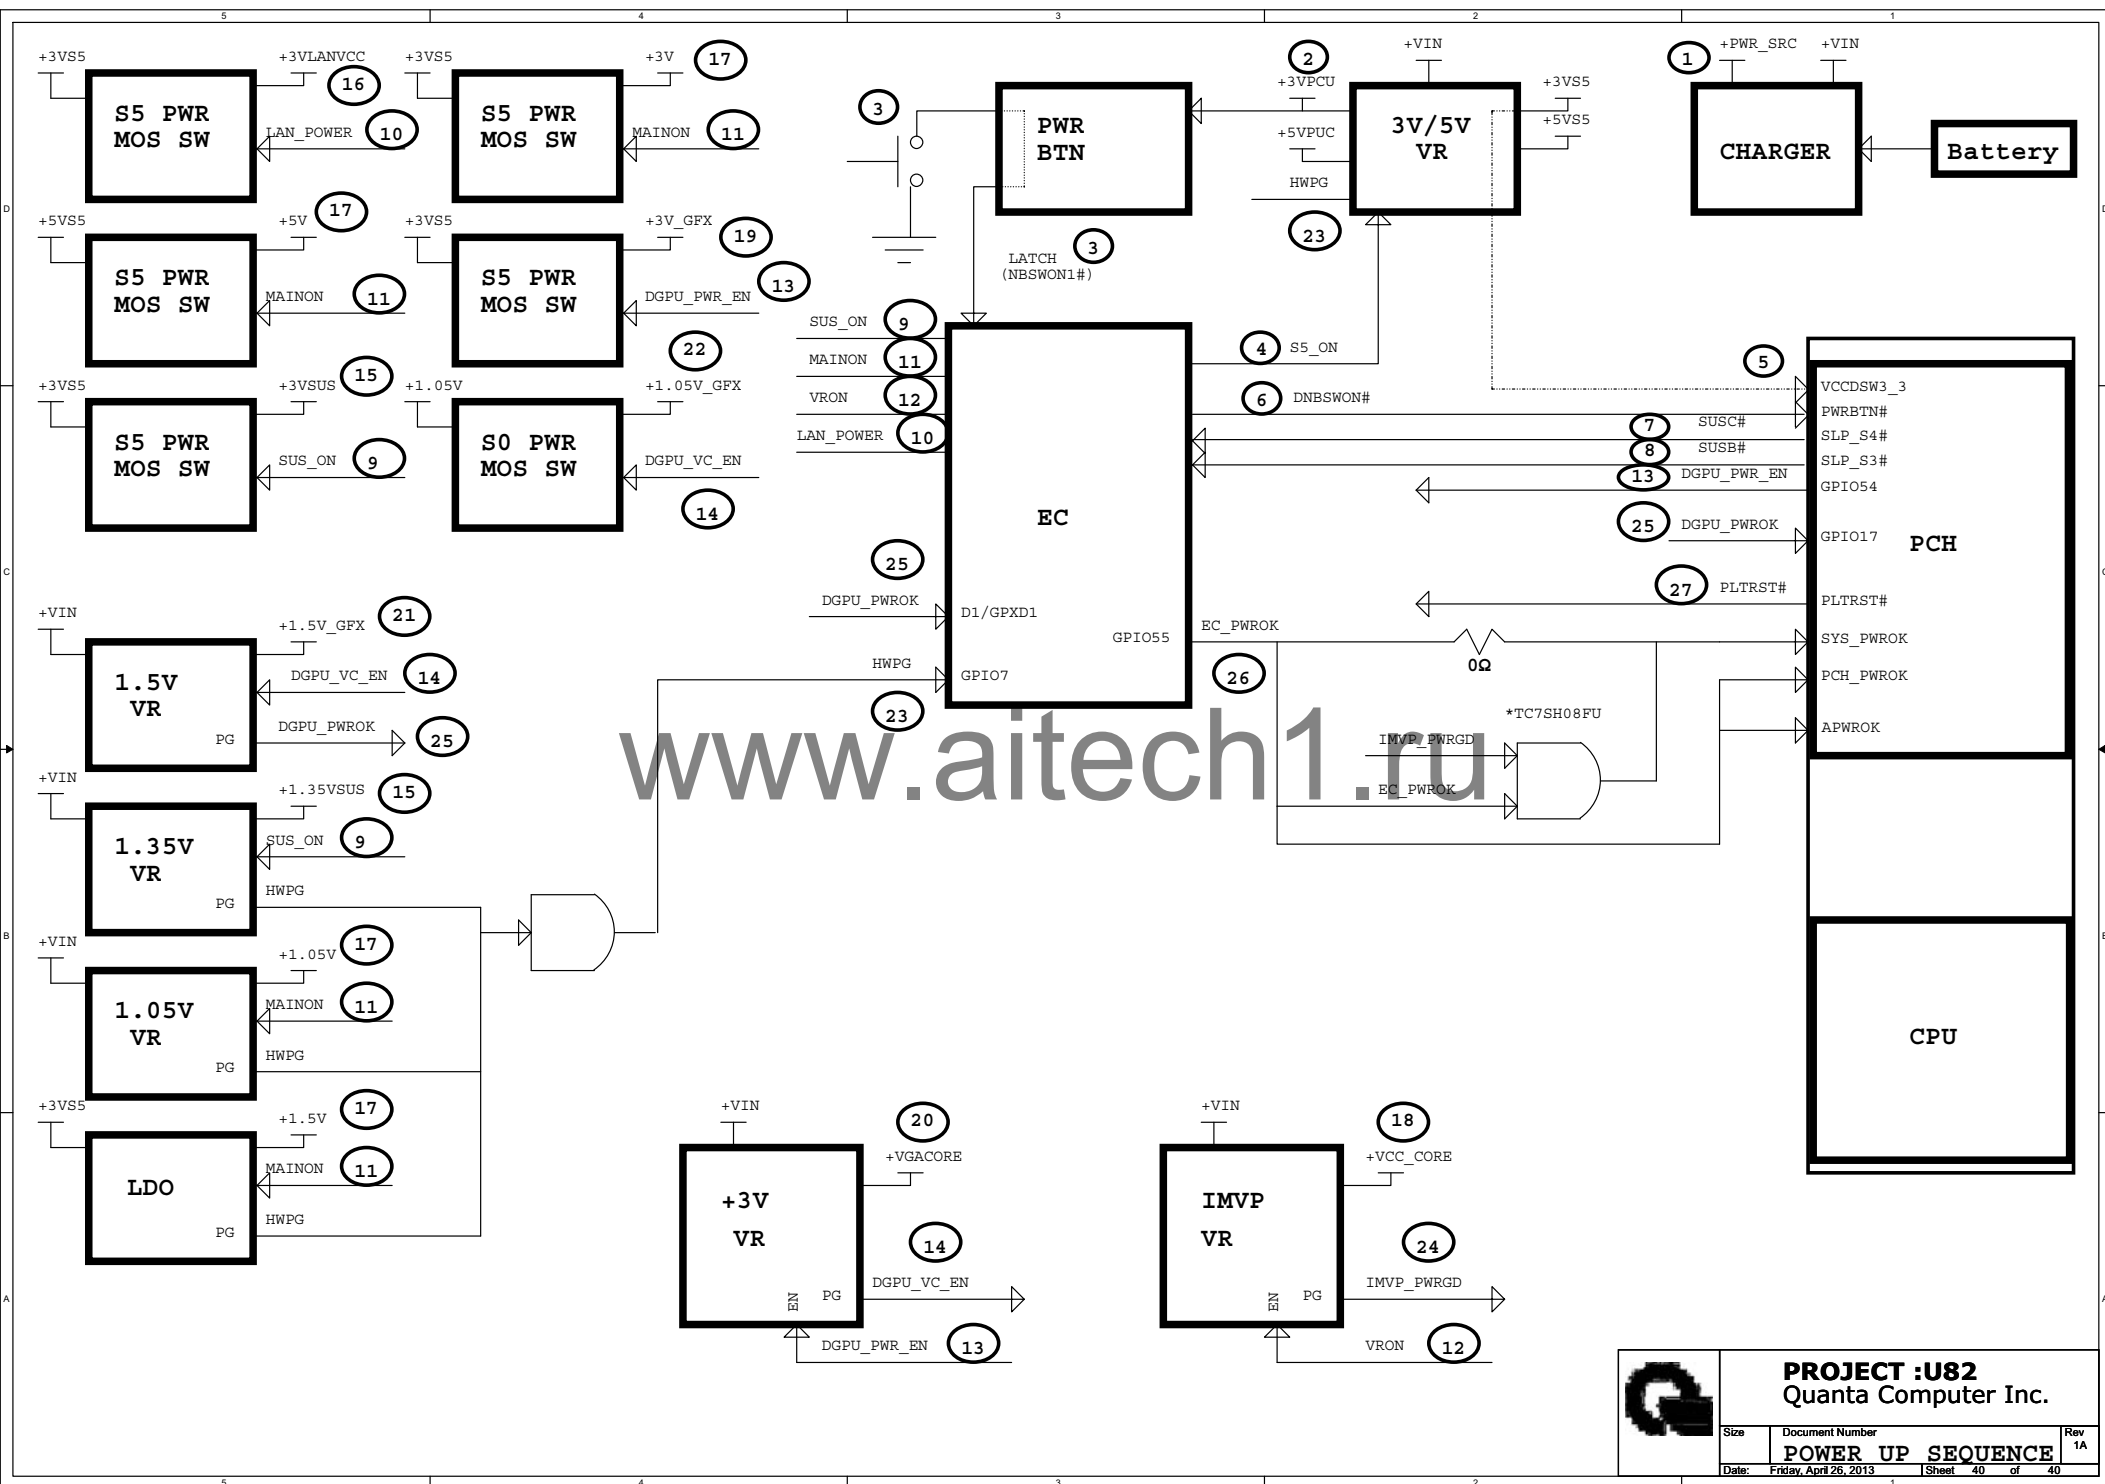 5 4 3 2 1
+3VS5
+3VLANVCC
16
S5 PWR
MOS SW
LAN_POWER
10
+3VS5
+3V
17
S5 PWR
MOS SW
MAINON
11
3
PWR
BTN
2
+3VPCU
+5VPUC
HWPG
23
+VIN
3V/5V
VR
+3VS5
+5VS5
1
+PWR_SRC
+VIN
CHARGER
Battery
D
D
+5VS5
+5V
17
S5 PWR
MOS SW
MAINON
11
+3VS5
+3V_GFX
19
S5 PWR
MOS SW
DGPU_PWR_EN
13
LATCH
(NBSWON1#)
3
+3VS5
+3VSUS
15
S5 PWR
MOS SW
SUS_ON
9
+1.05V
+1.05V_GFX
22
S0 PWR
MOS SW
DGPU_VC_EN
14
SUS_ON
9
MAINON
11
VRON
12
LAN_POWER
10
EC
25
DGPU_PWROK
D1/GPXD1
HWPG
GPIO7
23
GPIO55
EC_PWROK
26
4
S5_ON
6
DNBSWON#
5
VCCDSW3_3
PWRBTN#
7
SUSC#
SLP_S4#
8
SUSB#
SLP_S3#
13
DGPU_PWR_EN
GPIO54
25
DGPU_PWROK
GPIO17
PCH
27
PLTRST#
PLTRST#
SYS_PWROK
PCH_PWROK
APWROK
0Ω
*TC7SH08FU
IMVP_PWRGD
EC_PWROK
C
C
www.aitech1.ru
+VIN
+1.5V_GFX
21
1.5V
VR
DGPU_VC_EN
14
DGPU_PWROK
PG
25
+VIN
+1.35VSUS
15
1.35V
VR
SUS_ON
9
HWPG
PG
B
B
+VIN
+1.05V
17
1.05V
VR
MAINON
11
HWPG
PG
+3VS5
+1.5V
17
LDO
MAINON
11
HWPG
PG
CPU
+VIN
20
+VGACORE
+3V
VR
14
DGPU_VC_EN
EN
PG
DGPU_PWR_EN
13
+VIN
18
+VCC_CORE
IMVP
VR
24
IMVP_PWRGD
EN
PG
VRON
12
A
A
PROJECT :U82
Quanta Computer Inc.
Size
Document Number
Rev
POWER UP SEQUENCE
1A
Date: Friday, April 26, 2013 Sheet 40 of 40
5 4 3 2 1